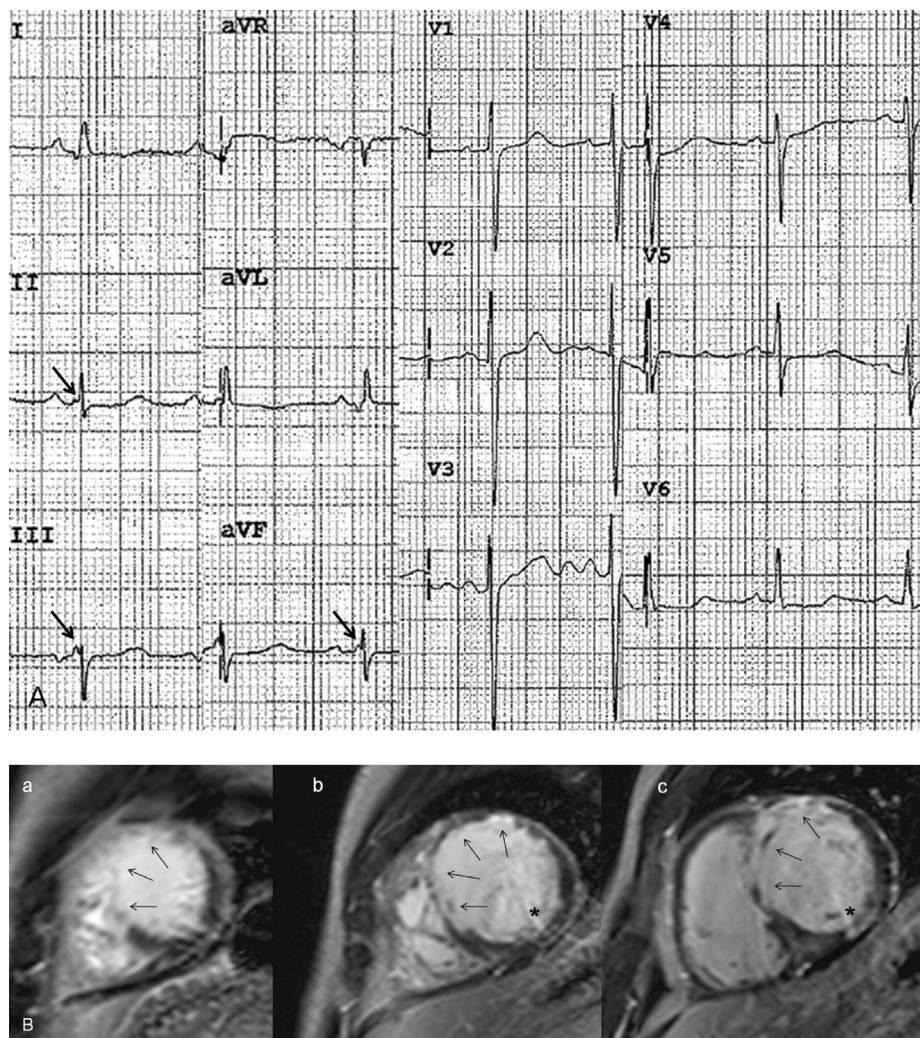 I aVR V1 V4
II aVL V2 V5
V3 V6
III aVF
A
a b c
* *
B